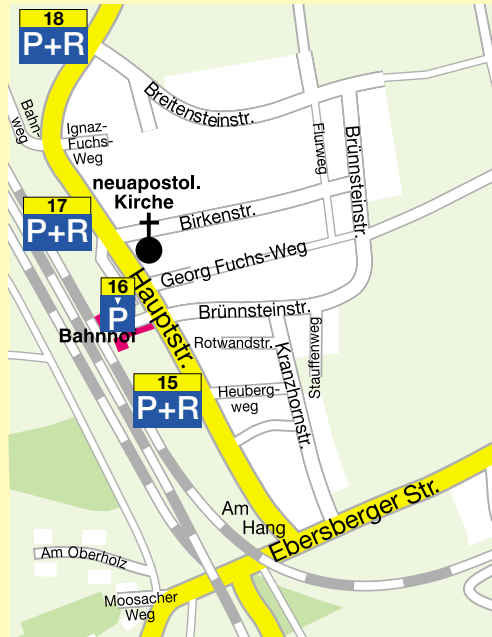 18
P+R
Breitensteinstr.
Bahn-
weg
Ignaz-
Fuchs-
Weg
Flurweg
Brünnsteinstr.
neuapostol.
Kirche
17
P+R
Birkenstr.
Georg Fuchs-Weg
16
P
Hauptstr.
Bahnhof
Brünnsteinstr.
Rotwandstr.
Kranzhornstr.
Stauffenweg
15
P+R
Heuberg-
weg
Am
Hang
Ebersberger Str.
Am Oberholz
Moosacher
Weg